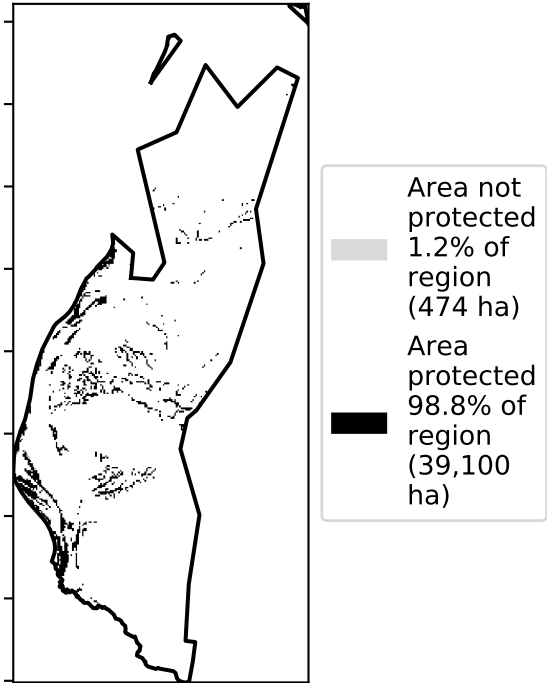 Area not
protected
1.2% of
region
(474 ha)
Area
protected
98.8% of
region
(39,100
ha)